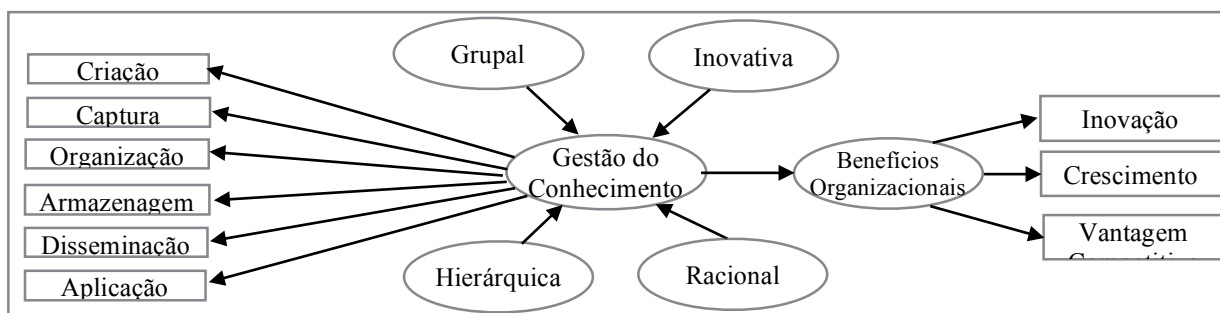 Criação
Captura
Organização
Armazenagem
Disseminação
Aplicação
Grupal
Inovativa
Gestão do
Conhecimento
Hierárquica
Racional
Benefícios
Organizacionais
Inovação
Crescimento
Vantagem